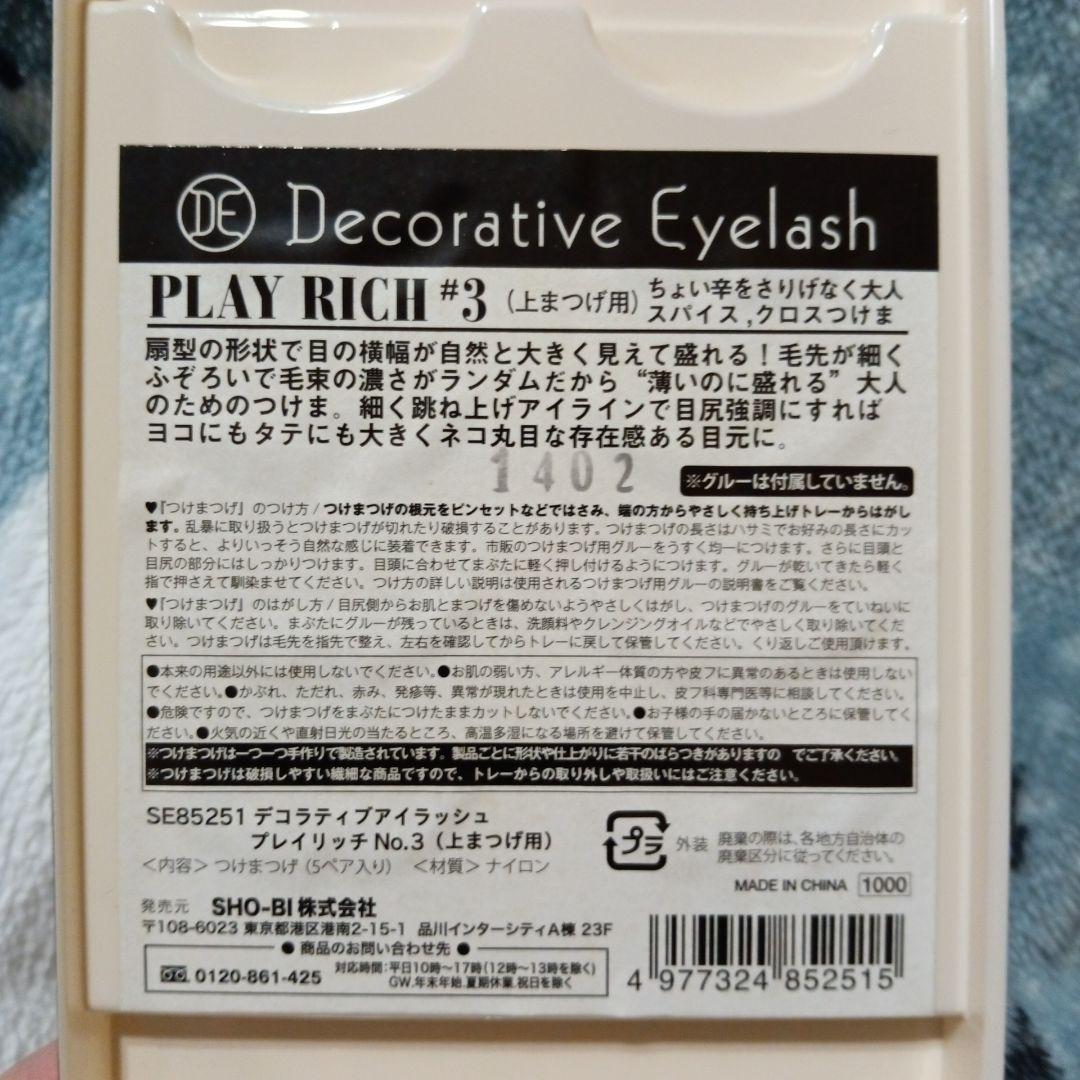 DE Decorative Eyelash
PLAY RICH #3 (上まつげ用) ちょい辛をさりげなく大人
スパイス,クロスつけま
扇型の形状で目の横幅が自然と大きく見えて盛れる！毛先が細く
ふぞろいで毛束の濃さがランダムだから“薄いのに盛れる”大人
のためのつけま。細く跳ね上げアイラインで目尻強調にすれば
ヨコにもタテにも大きくネコ丸目な存在感ある目元に。
1402
※グルーは付属していません。
♥『つけまつげ』のつけ方/つけまつげの根元をピンセットなどではさみ、端の方からやさしく持ち上げトレーからはがし
ます。乱暴に取り扱うとつけまつげが切れたり破損することがあります。つけまつげの長さはハサミでお好みの長さにカッ
トすると、よりいっそう自然な感じに装着できます。市販のつけまつげ用グルーをうすく均一につけます。さらに目頭と
目尻の部分にはしっかりつけます。目頭に合わせてまぶたに軽く押し付けるようにつけます。グルーが乾いてきたら軽く
指で押さえて馴染ませてください。つけ方の詳しい説明は使用されるつけまつげ用グルーの説明書をご覧ください。
♥『つけまつげ』のはがし方/目尻側からお肌とまつげを傷めないようやさしくはがし、つけまつげのグルーをていねいに
取り除いてください。まぶたにグルーが残っているときは、洗顔料やクレンジングオイルなどでやさしく取り除いてくだ
さい。つけまつげは毛先を指先で整え、左右を確認してからトレーに戻して保管してください。くり返しご使用頂けます。
●本来の用途以外には使用しないでください。●お肌の弱い方、アレルギー体質の方や皮フに異常のあるときは使用しない
でください。●かぶれ、ただれ、赤み、発疹等、異常が現れたときは使用を中止し、皮フ科専門医等に相談してください。
●危険ですので、つけまつげをまぶたにつけたままカットしないでください。●お子様の手の届かないところに保管してく
ださい。●火気の近くや直射日光の当たるところ、高温多湿になる場所を避けて保管してください。
※つけまつげは一つ一つ手作りで製造されています。製品ごとに形状や仕上がりに若干のばらつきがありますの でご了承ください。
※つけまつげは破損しやすい繊細な商品ですので、トレーからの取り外しや取扱いにはご注意ください。
SE85251 デコラティブアイラッシュ
プレイリッチ No.3（上まつげ用）
＜内容＞つけまつげ（5ペア入り） ＜材質＞ナイロン
プラ 外装 廃棄の際は、各地方自治体の
廃棄区分に従ってください。
MADE IN CHINA 1000
発売元 SHO-BI株式会社
〒108-6023 東京都港区港南2-15-1 品川インターシティA棟 23F
●商品のお問い合わせ先●
0120-861-425 対応時間:平日10時〜17時(12時〜13時を除く)
GW.年末年始.夏期休業.祝日を除く
4 977324 852515